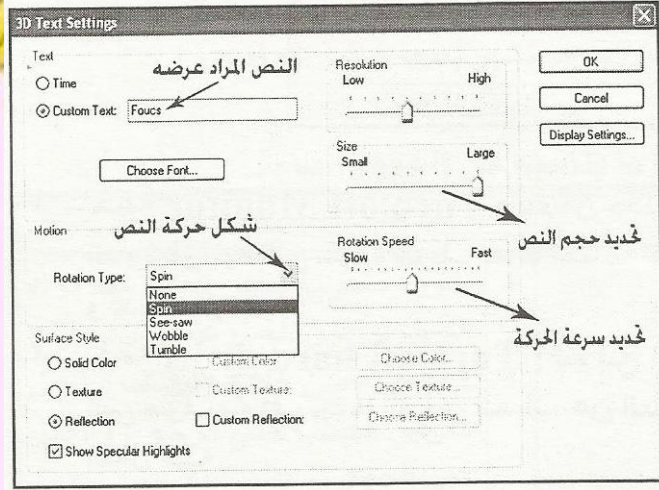 3D Text Settings
Text
Time
Custom Text: Foucs
النص المراد عرضه
Choose Font...
Resolution
Low High
Size
Small Large
OK
Cancel
Display Settings...
تحديد حجم النص
Motion
شكل حركة النص
Rotation Type: Spin
None
Spin
See-saw
Wobble
Tumble
Rotation Speed
Slow Fast
تحديد سرعة الحركة
Surface Style
Solid Color Custom Color Choose Color...
Texture Custom Texture: Choose Texture...
Reflection Custom Reflection: Choose Reflection...
Show Specular Highlights